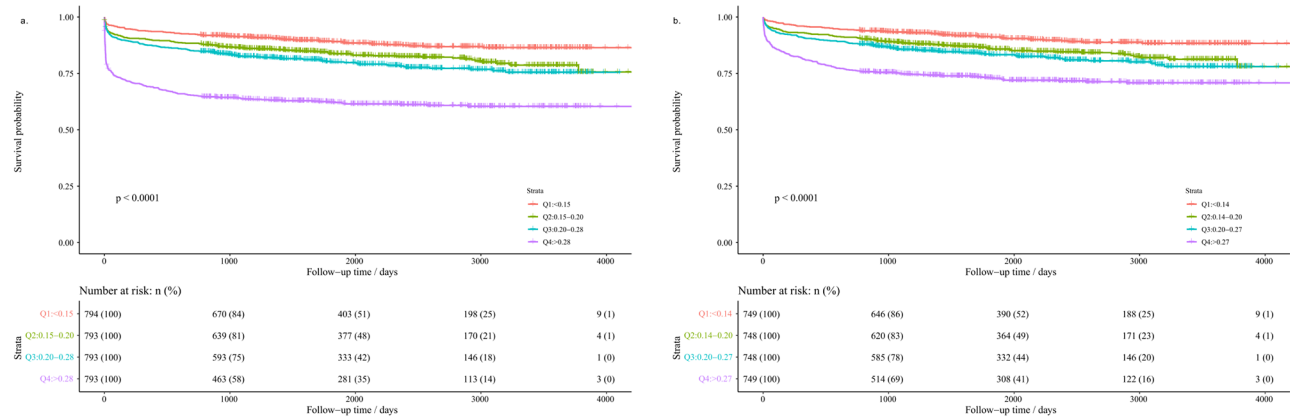 a.
Survival probability
1.00
0.75
0.50
0.25
0.00
p < 0.0001
Strata
Q1:<0.15
Q2:0.15−0.20
Q3:0.20−0.28
Q4:>0.28
0 1000 2000 3000 4000
Follow−up time / days
Number at risk: n (%)
Strata
Q1:<0.15 794 (100) 670 (84) 403 (51) 198 (25) 9 (1)
Q2:0.15−0.20 793 (100) 639 (81) 377 (48) 170 (21) 4 (1)
Q3:0.20−0.28 793 (100) 593 (75) 333 (42) 146 (18) 1 (0)
Q4:>0.28 793 (100) 463 (58) 281 (35) 113 (14) 3 (0)
0 1000 2000 3000 4000
Follow−up time / days
b.
Survival probability
1.00
0.75
0.50
0.25
0.00
p < 0.0001
Strata
Q1:<0.14
Q2:0.14−0.20
Q3:0.20−0.27
Q4:>0.27
0 1000 2000 3000 4000
Follow−up time / days
Number at risk: n (%)
Strata
Q1:<0.14 749 (100) 646 (86) 390 (52) 188 (25) 9 (1)
Q2:0.14−0.20 748 (100) 620 (83) 364 (49) 171 (23) 4 (1)
Q3:0.20−0.27 748 (100) 585 (78) 332 (44) 146 (20) 1 (0)
Q4:>0.27 749 (100) 514 (69) 308 (41) 122 (16) 3 (0)
0 1000 2000 3000 4000
Follow−up time / days